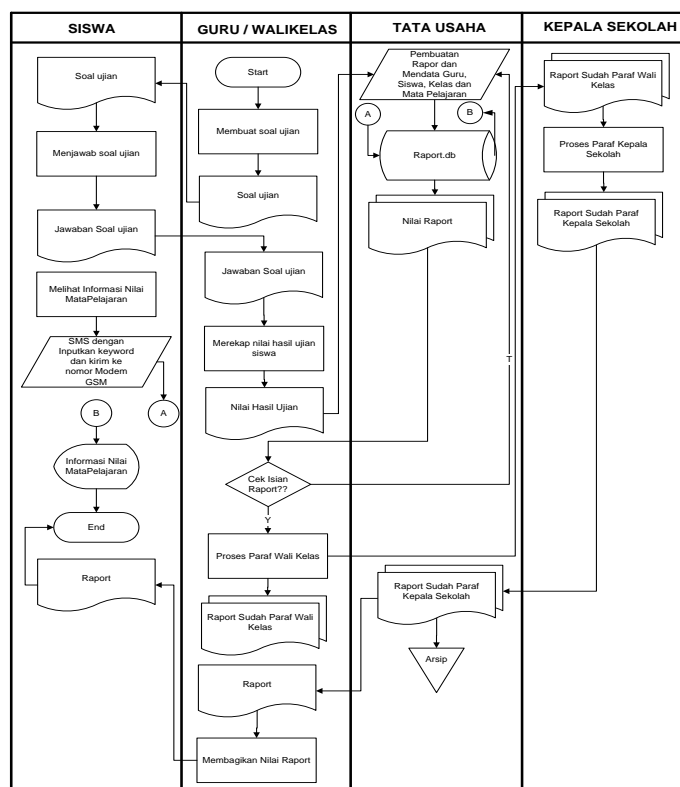 SISWA
GURU / WALIKELAS
TATA USAHA
KEPALA SEKOLAH
Soal ujian
Menjawab soal ujian
Jawaban Soal ujian
Melihat Informasi Nilai
MataPelajaran
SMS dengan
Inputkan keyword
dan kirim ke
nomor Modem
GSM
A
B
Informasi Nilai
MataPelajaran
End
Raport
Start
Membuat soal ujian
Soal ujian
Jawaban Soal ujian
Merekap nilai hasil ujian
siswa
Nilai Hasil Ujian
Cek Isian
Raport??
Y
Proses Paraf Wali Kelas
Raport Sudah Paraf Wali
Kelas
Raport
Membagikan Nilai Raport
Pembuatan
Rapor dan
Mendata Guru,
Siswa, Kelas dan
Mata Pelajaran
A
B
Raport.db
Nilai Raport
T
Raport Sudah Paraf
Kepala Sekolah
Arsip
Raport Sudah Paraf Wali
Kelas
Proses Paraf Kepala
Sekolah
Raport Sudah Paraf
Kepala Sekolah